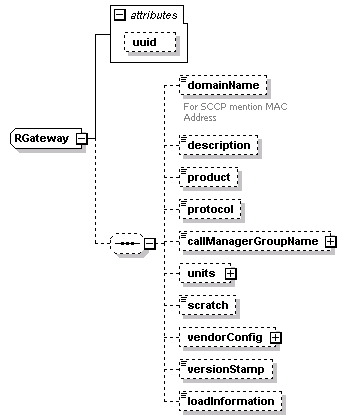 attributes
uuid
RGateway
domainName
For SCCP mention MAC
Address
description
product
protocol
callManagerGroupName
units
scratch
vendorConfig
versionStamp
loadInformation